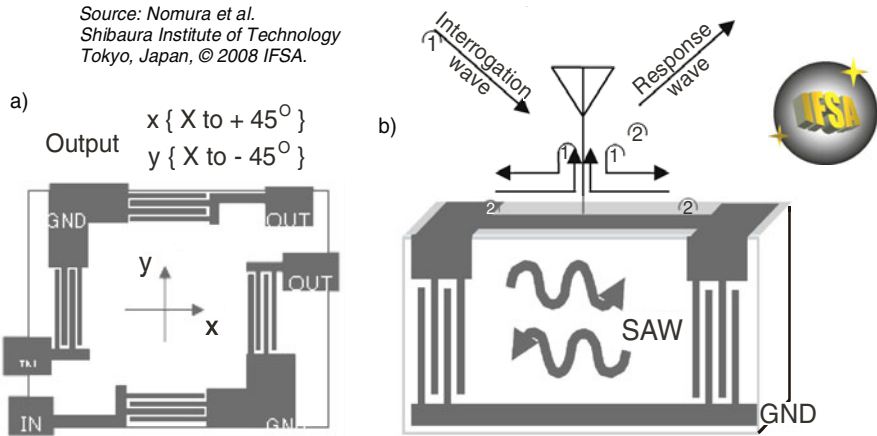 Source: Nomura et al.
Shibaura Institute of Technology
Tokyo, Japan, © 2008 IFSA.
a)
Output x { X to + 45° }
y { X to - 45° }
GND
OUT
OUT
y
x
IN
IN
GND
b)
1
Interrogation
wave
Response
wave
1
1
2
2
2
SAW
GND
IFSA